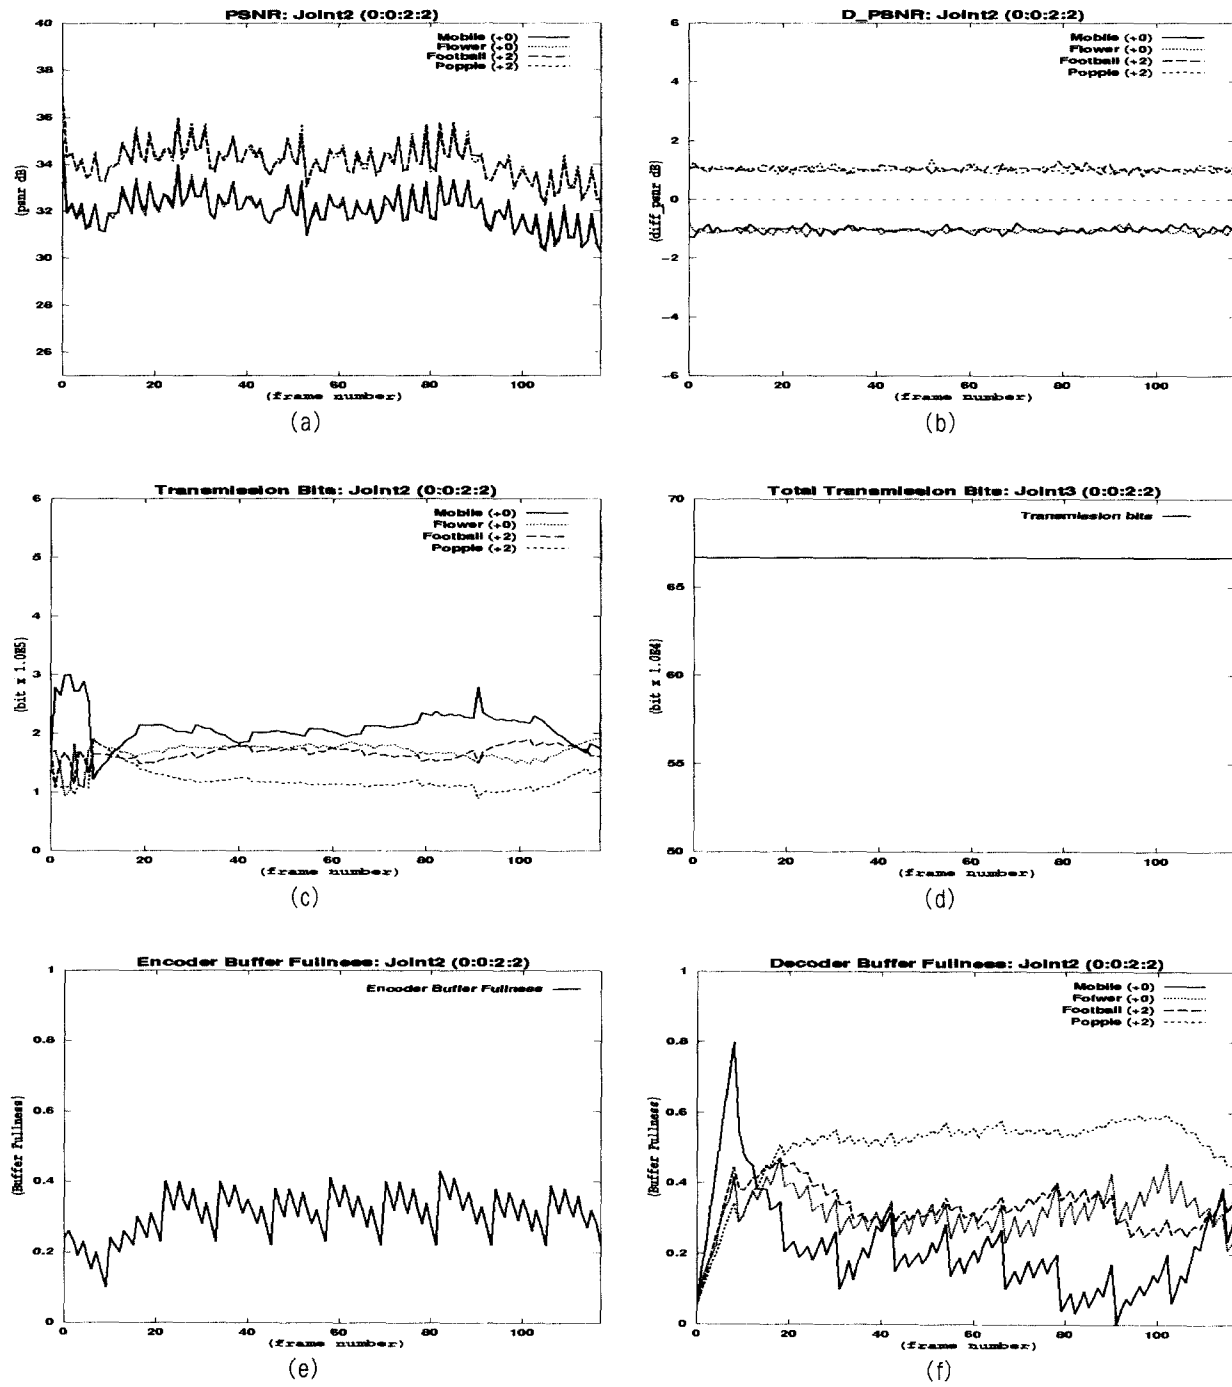 PSNR: Joint2 (0:0:2:2)
40
38
36
34
32
30
28
26
(psnr dB)
Mobile (+0)
Flower (+0)
Football (+2)
Popple (+2)
0
20
40
60
80
100
(frame number)
(a)
D_PSNR: Joint2 (0:0:2:2)
6
4
2
0
-2
-4
-6
(diff_psnr dB)
Mobile (+0)
Flower (+0)
Football (+2)
Popple (+2)
0
20
40
60
80
100
(frame number)
(b)
Transmission Bits: Joint2 (0:0:2:2)
6
5
4
3
2
1
0
(bit x 1.0E5)
Mobile (+0)
Flower (+0)
Football (+2)
Popple (+2)
0
20
40
60
80
100
(frame number)
(c)
Total Transmission Bits: Joint3 (0:0:2:2)
70
65
60
55
50
(bit x 1.0E4)
Transmission bits
0
20
40
60
80
100
(frame number)
(d)
Encoder Buffer Fullness: Joint2 (0:0:2:2)
1
0.8
0.6
0.4
0.2
0
(Buffer Fullness)
Encoder Buffer Fullness
0
20
40
60
80
100
(frame number)
(e)
Decoder Buffer Fullness: Joint2 (0:0:2:2)
1
0.8
0.6
0.4
0.2
0
(Buffer Fullness)
Mobile (+0)
Folwer (+0)
Football (+2)
Popple (+2)
0
20
40
60
80
100
(frame number)
(f)